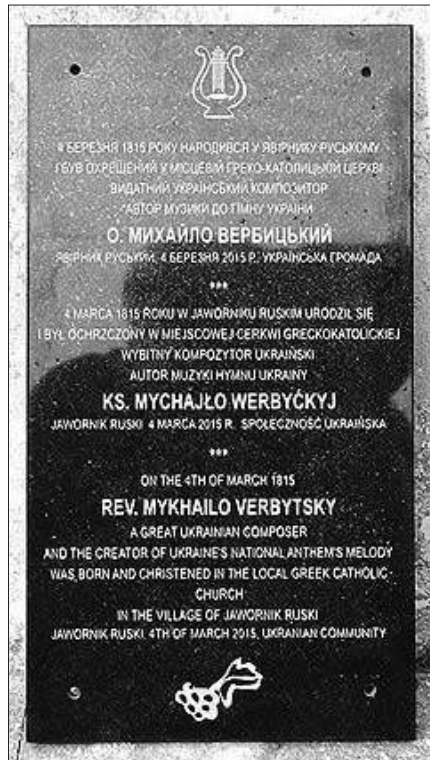 4 БЕРЕЗНЯ 1815 РОКУ НАРОДИВСЯ У ЯВІРНИКУ РУСЬКОМУ
І БУВ ОХРЕЩЕНИЙ У МІСЦЕВІЙ ГРЕКО-КАТОЛИЦЬКІЙ ЦЕРКВІ
ВИДАТНИЙ УКРАЇНСЬКИЙ КОМПОЗИТОР
АВТОР МУЗИКИ ДО ГІМНУ УКРАЇНИ
О. МИХАЙЛО ВЕРБИЦЬКИЙ
ЯВІРНИК РУСЬКИЙ, 4 БЕРЕЗНЯ 2015 Р., УКРАЇНСЬКА ГРОМАДА
***
4 MARCA 1815 ROKU W JAWORNIKU RUSKIM URODZIŁ SIĘ
I BYŁ OCHRZCZONY W MIEJSCOWEJ CERKWI GRECKOKATOLICKIEJ
WYBITNY KOMPOZYTOR UKRAIŃSKI
AUTOR MUZYKI HYMNU UKRAINY
KS. MYCHAJŁO WERBYĆKYJ
JAWORNIK RUSKI 4 MARCA 2015 R. SPOŁECZNOŚĆ UKRAIŃSKA
***
ON THE 4TH OF MARCH 1815
REV. MYKHAILO VERBYTSKY
A GREAT UKRAINIAN COMPOSER
AND THE CREATOR OF UKRAINE'S NATIONAL ANTHEM'S MELODY
WAS BORN AND CHRISTENED IN THE LOCAL GREEK CATHOLIC
CHURCH
IN THE VILLAGE OF JAWORNIK RUSKI
JAWORNIK RUSKI, 4TH OF MARCH 2015, UKRANIAN COMMUNITY